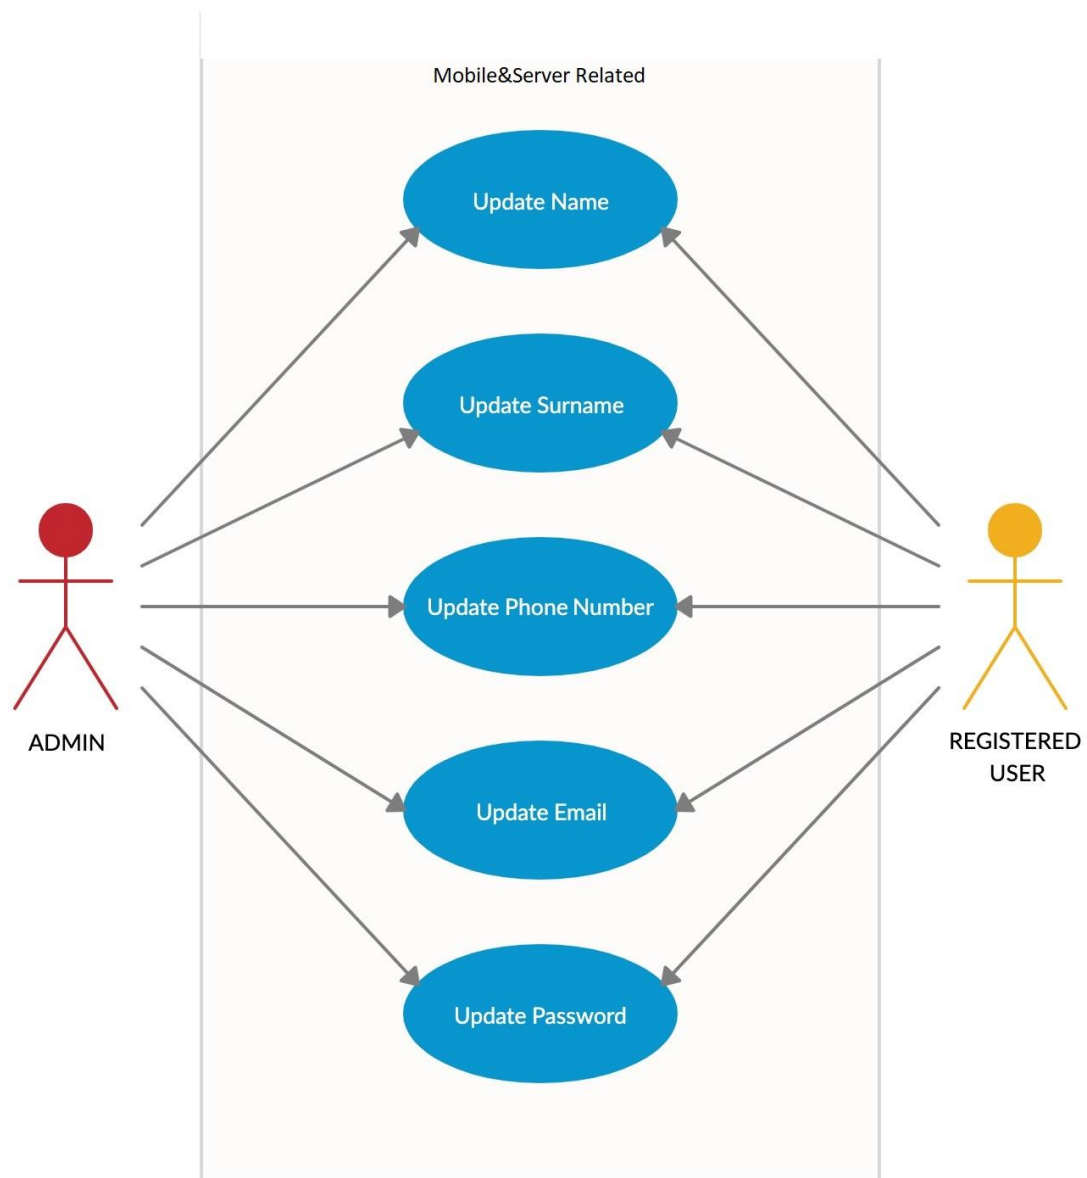 Mobile&Server Related
Update Name
Update Surname
Update Phone Number
ADMIN
REGISTERED
USER
Update Email
Update Password